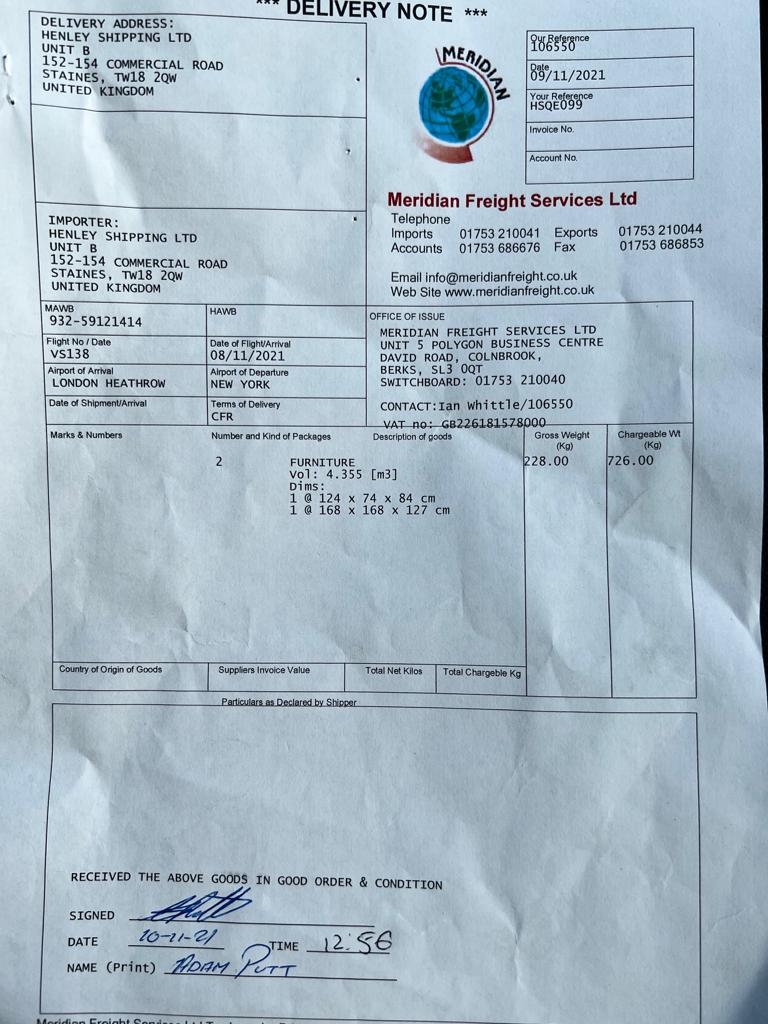 *** DELIVERY NOTE ***
DELIVERY ADDRESS:
HENLEY SHIPPING LTD
UNIT B
152-154 COMMERCIAL ROAD
STAINES, TW18 2QW
UNITED KINGDOM
MERIDIAN
Our Reference
106550
Date
09/11/2021
Your Reference
HSQE099
Invoice No.
Account No.
Meridian Freight Services Ltd
Telephone
Imports 01753 210041 Exports 01753 210044
Accounts 01753 686676 Fax 01753 686853
Email info@meridianfreight.co.uk
Web Site www.meridianfreight.co.uk
IMPORTER:
HENLEY SHIPPING LTD
UNIT B
152-154 COMMERCIAL ROAD
STAINES, TW18 2QW
UNITED KINGDOM
MAWB
932-59121414
HAWB
Flight No / Date
VS138
Date of Flight/Arrival
08/11/2021
Airport of Arrival
LONDON HEATHROW
Airport of Departure
NEW YORK
Date of Shipment/Arrival
Terms of Delivery
CFR
OFFICE OF ISSUE
MERIDIAN FREIGHT SERVICES LTD
UNIT 5 POLYGON BUSINESS CENTRE
DAVID ROAD, COLNBROOK,
BERKS, SL3 0QT
SWITCHBOARD: 01753 210040
CONTACT:Ian Whittle/106550
VAT no: GB226181578000
Marks & Numbers Number and Kind of Packages Description of goods Gross Weight (Kg) Chargeable Wt (Kg)
2 FURNITURE 228.00 726.00
Vol: 4.355 [m3]
Dims:
1 @ 124 x 74 x 84 cm
1 @ 168 x 168 x 127 cm
Country of Origin of Goods Suppliers Invoice Value Total Net Kilos Total Chargeable Kg
Particulars as Declared by Shipper
RECEIVED THE ABOVE GOODS IN GOOD ORDER & CONDITION
SIGNED
DATE 10-11-21 TIME 12:56
NAME (Print) ADAM PUTT
Meridian Freight Services Ltd